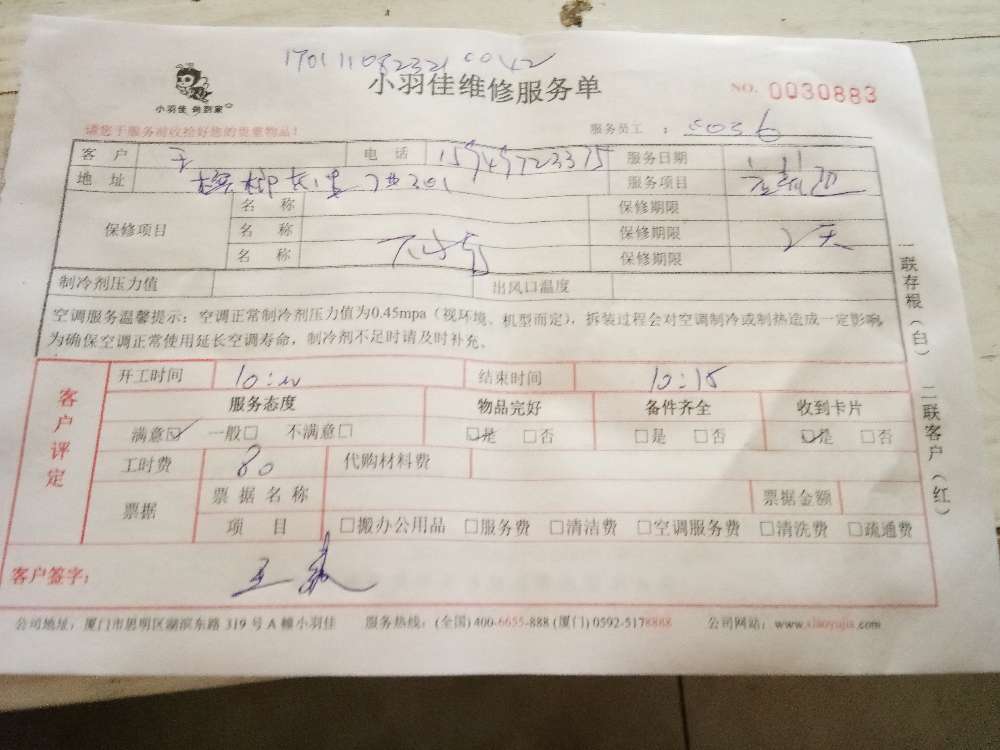 小羽佳维修服务单
NO. 0030883
小羽佳 做到家
请您于服务前收拾好您的贵重物品！
服务员工： 0036
客户 王 电话 15949723375 服务日期 1.11
地址 301 服务项目
保修项目 名称 保修期限
名称 保修期限
名称 保修期限
天
制冷剂压力值 出风口温度
空调服务温馨提示：空调正常制冷剂压力值为0.45mpa（视环境、机型而定），拆装过程会对空调制冷或制热造成一定影响，
为确保空调正常使用延长空调寿命，制冷剂不足时请及时补充。
一联存根（白） 二联客户（红）
客户评定
开工时间 结束时间 10:15
服务态度 物品完好 备件齐全 收到卡片
满意☑ 一般□ 不满意□ ☑是 □否 □是 □否 ☑是 □否
工时费 80 代购材料费
票据 票据名称 票据金额
项目 □搬办公用品 □服务费 □清洁费 □空调服务费 □清洗费 □疏通费
客户签字： 王
公司地址：厦门市思明区湖滨东路 319 号 A 幢小羽佳 服务热线：(全国)400-6655-888 (厦门) 0592-5178888 公司网站：www.xiaoyujia.com